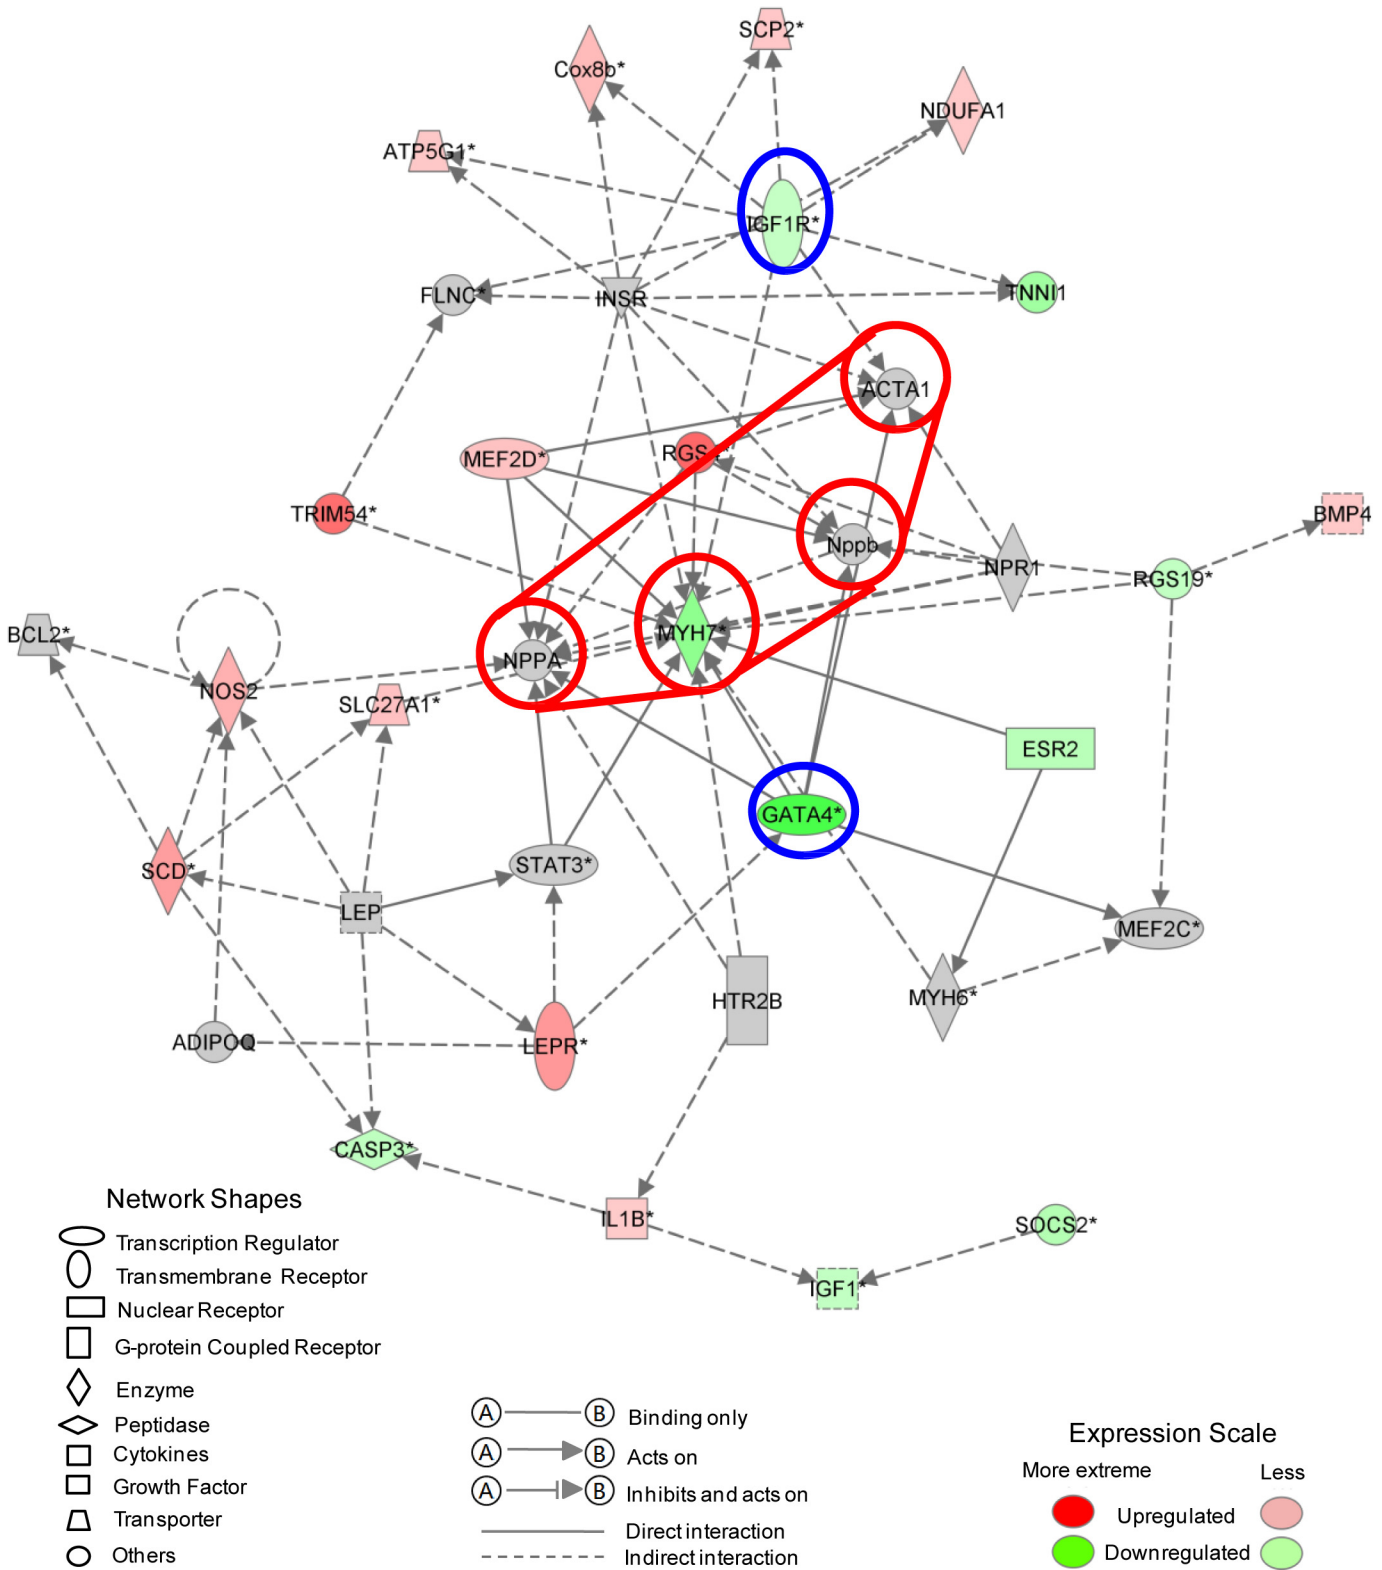 SCP2*
Cox8b*
NDUFA1
ATP5G1*
IGF1R*
FLNC*
INSR
TNNI1
ACTA1
MEF2D*
RGS4*
TRIM54*
BMP4
Nppb
NPR1
RGS19*
BCL2*
MYH7*
NPPA
NOS2
SLC27A1*
ESR2
GATA4*
STAT3*
SCD*
LEP
MEF2C*
HTR2B
MYH6*
ADIPOQ
LEPR*
CASP3*
IL1B*
SOCS2*
IGF1*
Network Shapes
Transcription Regulator
Transmembrane Receptor
Nuclear Receptor
G-protein Coupled Receptor
Enzyme
Peptidase
Cytokines
Growth Factor
Transporter
Others
A B Binding only
A B Acts on
A B Inhibits and acts on
Direct interaction
Indirect interaction
Expression Scale
More extreme Less
Upregulated
Downregulated